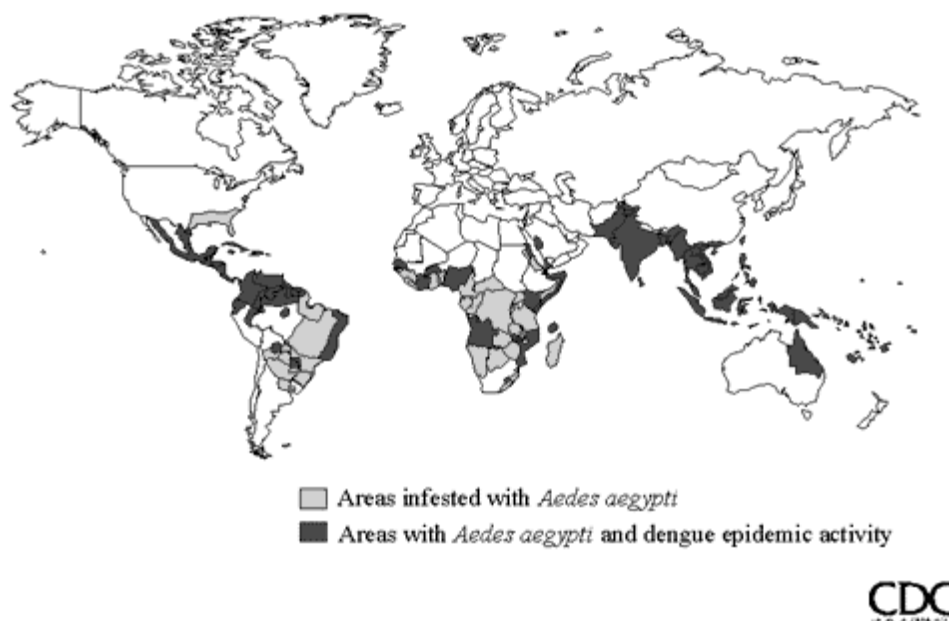 Areas infested with Aedes aegypti
Areas with Aedes aegypti and dengue epidemic activity
CDC